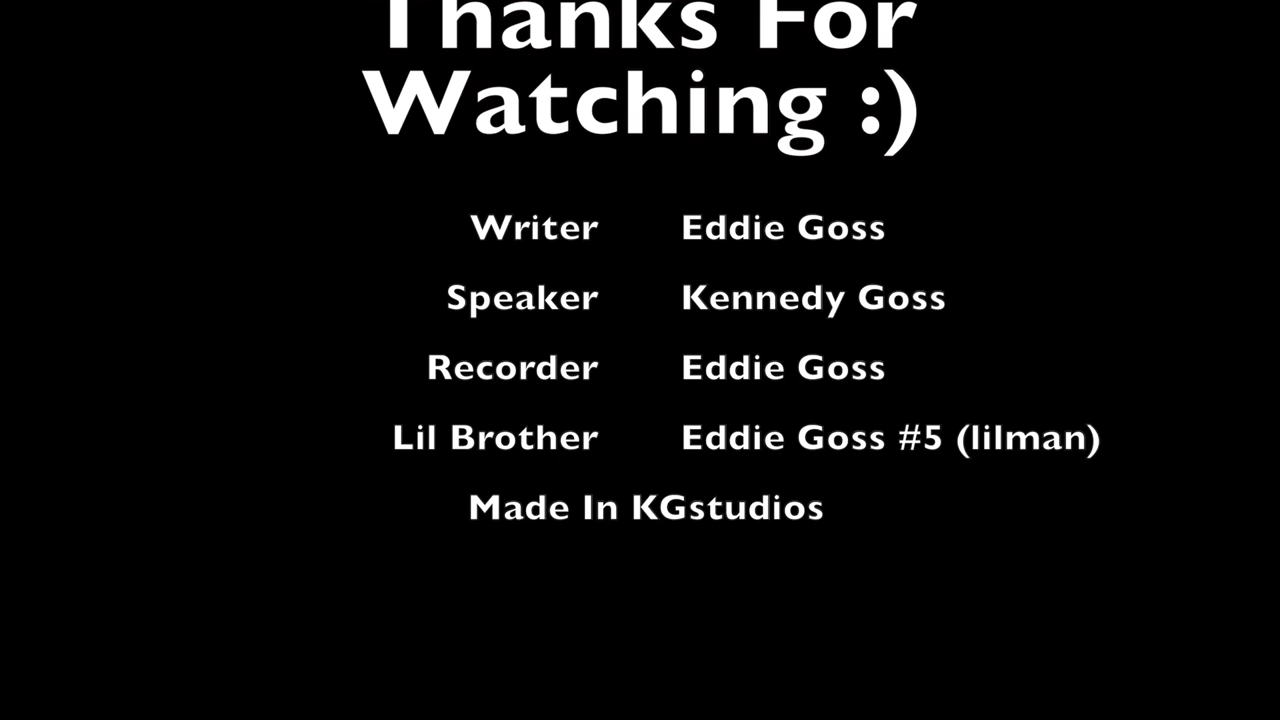 Thanks For
Watching :)
Writer Eddie Goss
Speaker Kennedy Goss
Recorder Eddie Goss
Lil Brother Eddie Goss #5 (lilman)
Made In KGstudios